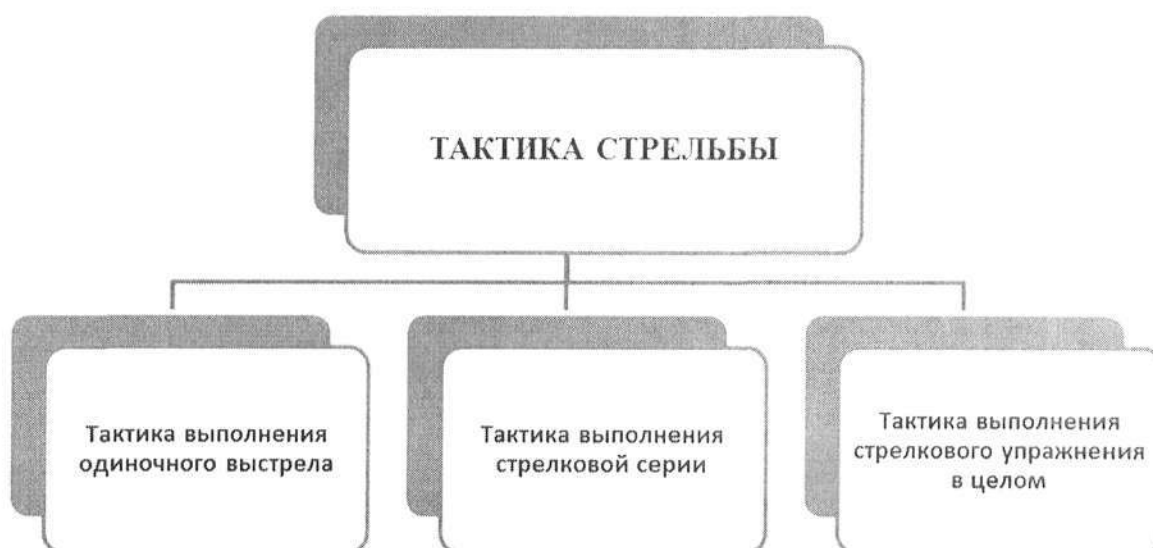 ТАКТИКА СТРЕЛЬБЫ
Тактика выполнения
одиночного выстрела
Тактика выполнения
стрелковой серии
Тактика выполнения
стрелкового упражнения
в целом